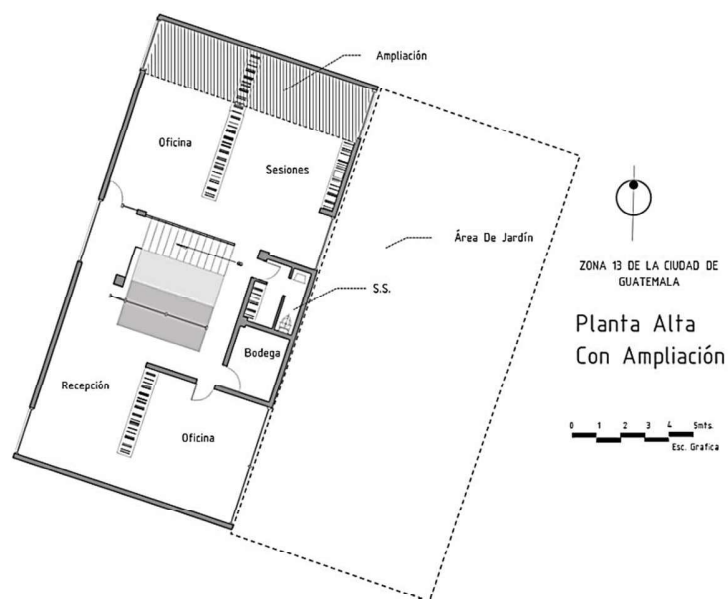 Ampliación
Oficina
Sesiones
Área De Jardín
S.S.
Bodega
Recepción
Oficina
ZONA 13 DE LA CIUDAD DE
GUATEMALA
Planta Alta
Con Ampliación
0 1 2 3 4 5mts.
Esc. Grafica